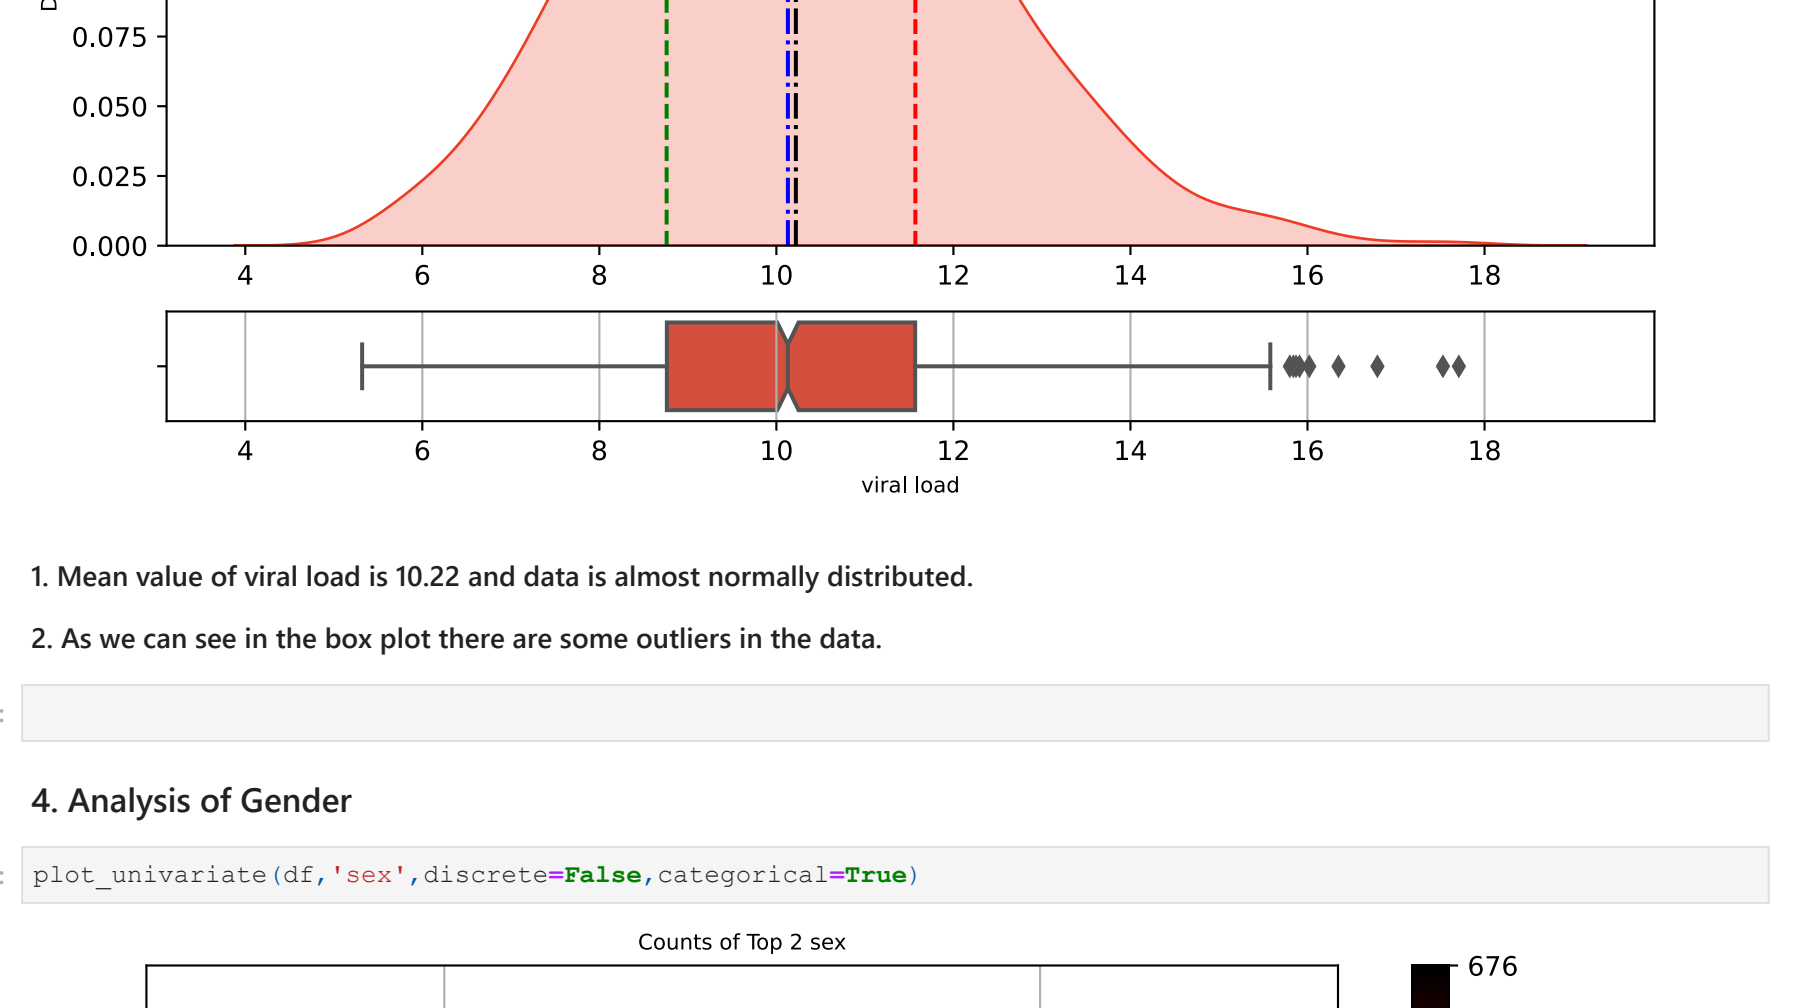 D
0.075
0.050
0.025
0.000
4 6 8 10 12 14 16 18
4 6 8 10 12 14 16 18
viral load
1. Mean value of viral load is 10.22 and data is almost normally distributed.
2. As we can see in the box plot there are some outliers in the data.
:
4. Analysis of Gender
: plot_univariate(df,'sex',discrete=False,categorical=True)
Counts of Top 2 sex
676